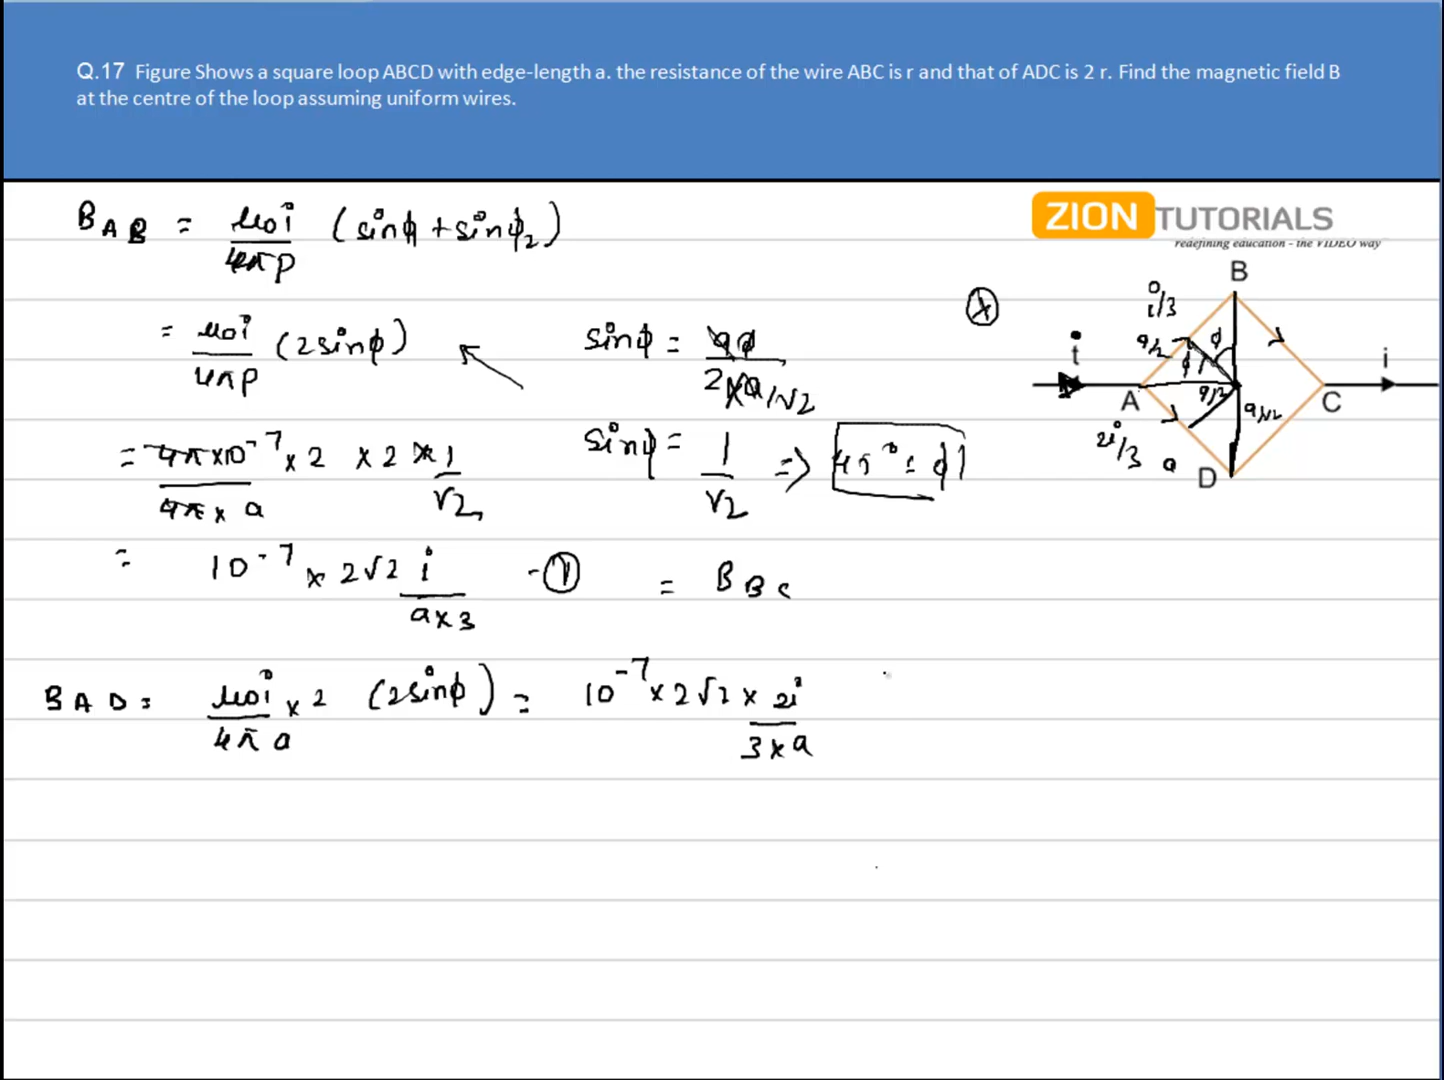 Q.17 Figure Shows a square loop ABCD with edge-length a. the resistance of the wire ABC is r and that of ADC is 2 r. Find the magnetic field B
at the centre of the loop assuming uniform wires.
ZION TUTORIALS
redefining education - the VIDEO way
B_AB = μ₀i/4πp (sinϕ₁ + sinϕ₂)
= μ₀i/4πp (2sinϕ)
sinϕ = a/2×a/√2
= 4π×10⁻⁷/4π×a × 2 × 2 × 1/√2,
sinϕ = 1/√2 => 45° = ϕ
= 10⁻⁷ × 2√2 i/a×3 -① = B_BC
B_AD = μ₀i/4πa × 2 (2sinϕ) = 10⁻⁷ × 2√2 × 2i/3×a
B
i/3
a/2
ϕ
ϕ
i
i
A
a/2
a/√2
C
2i/3
a
D